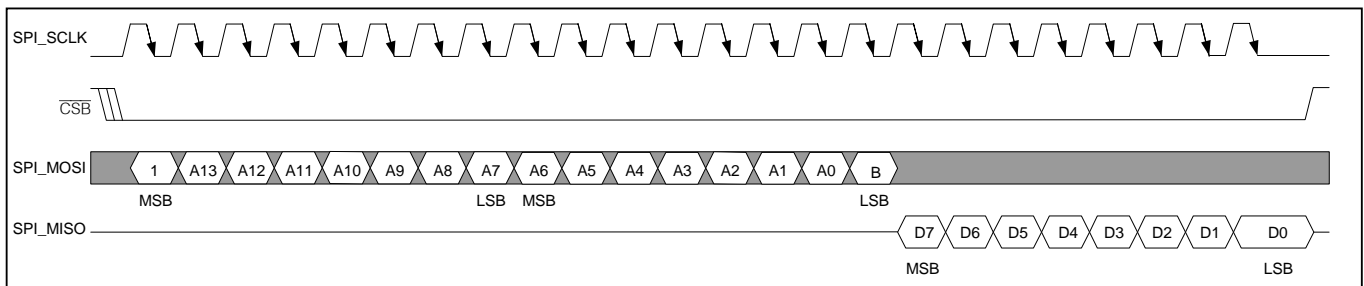 SPI_SCLK
CSB
SPI_MOSI 1 A13 A12 A11 A10 A9 A8 A7 A6 A5 A4 A3 A2 A1 A0 B
MSB LSB MSB LSB
SPI_MISO D7 D6 D5 D4 D3 D2 D1 D0
MSB LSB